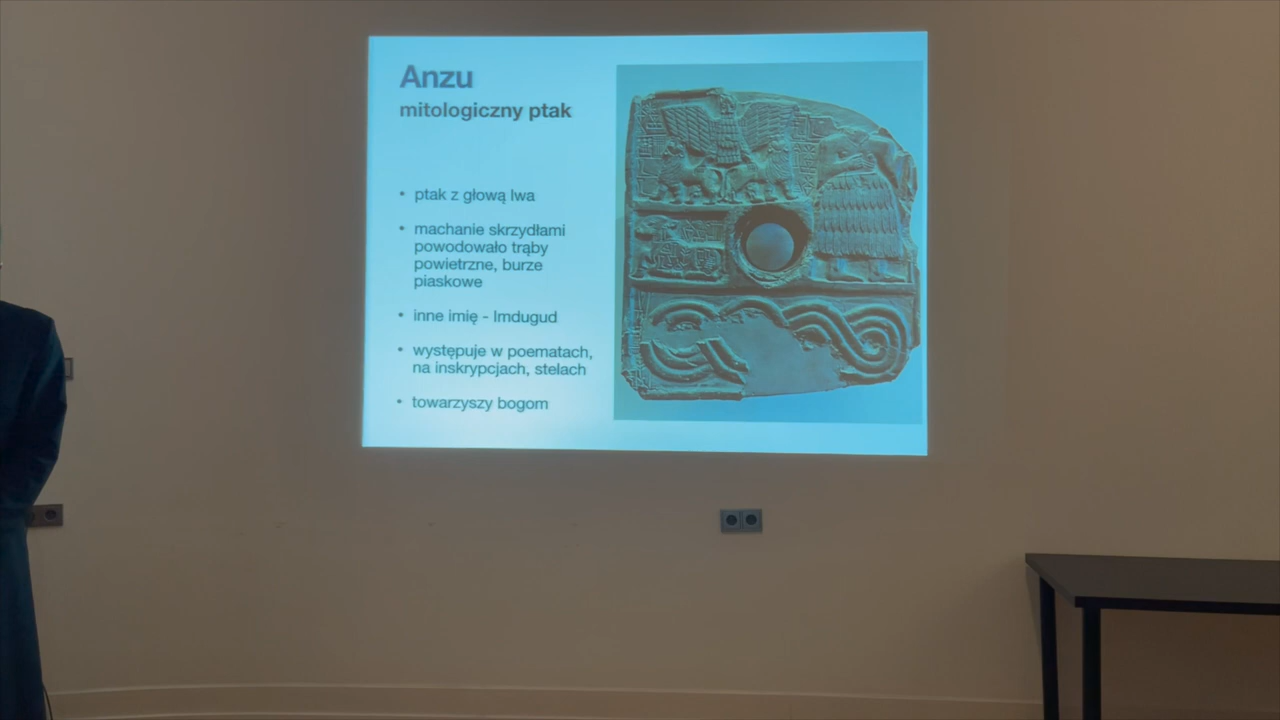 Anzu
mitologiczny ptak
• ptak z głową lwa
• machanie skrzydłami
powodowało trąby
powietrzne, burze
piaskowe
• inne imię - Imdugud
• występuje w poematach,
na inskrypcjach, stelach
• towarzyszy bogom